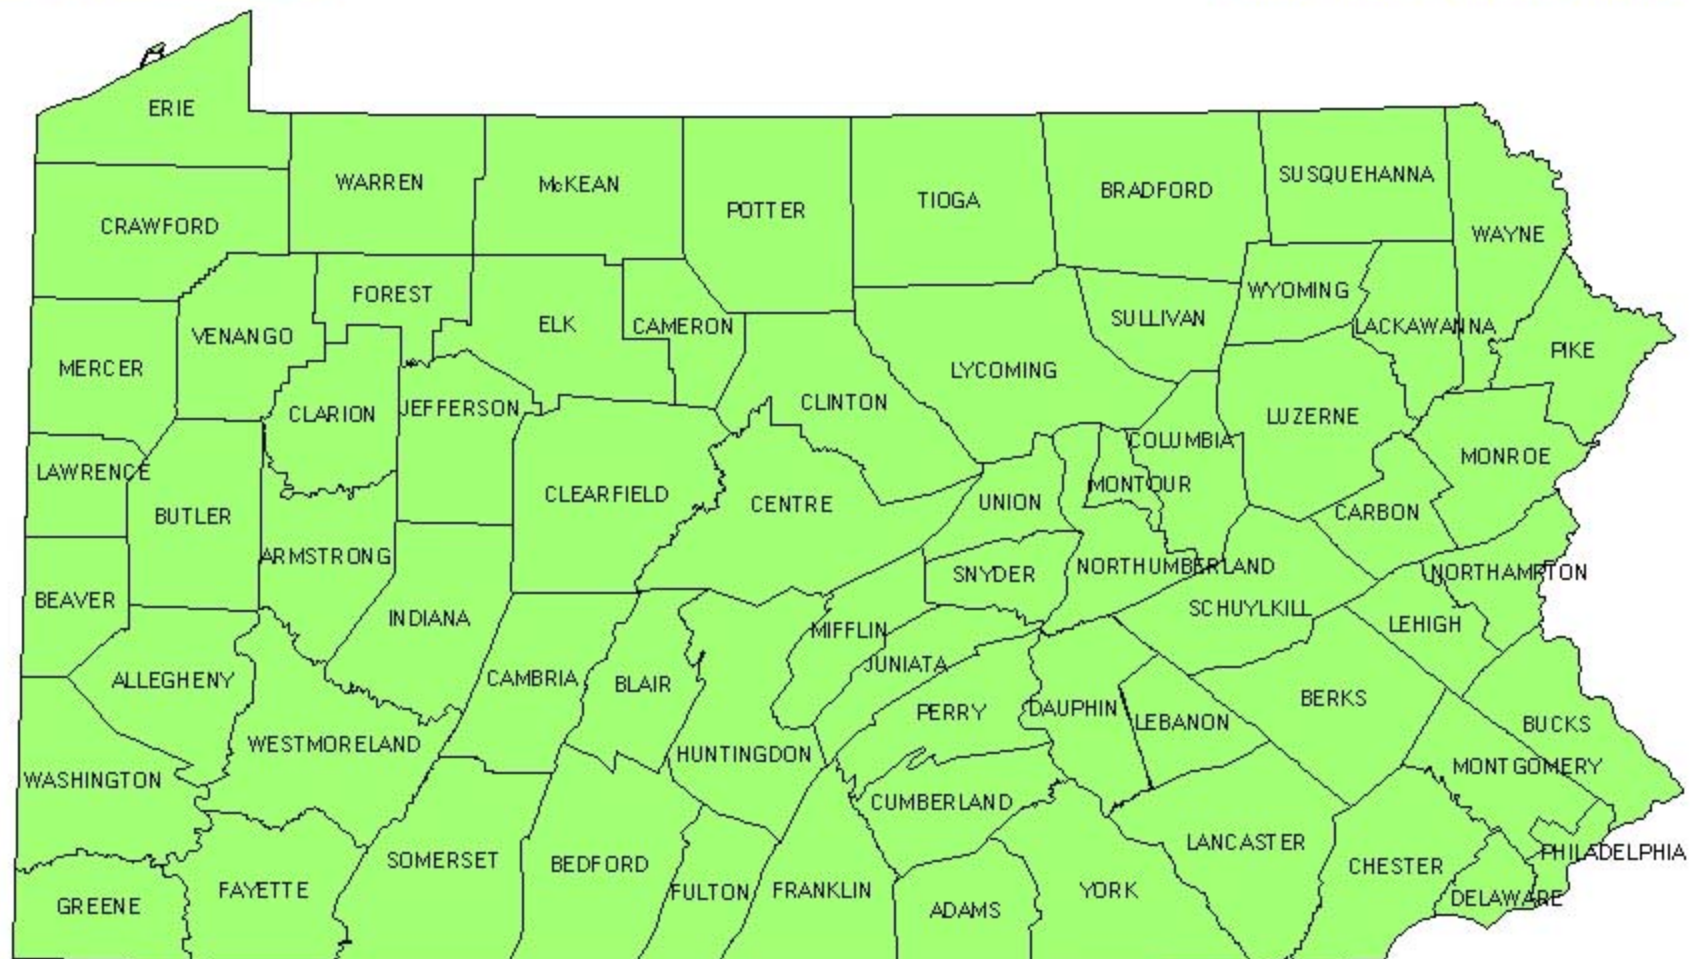 ERIE
WARREN
McKEAN
POTTER
TIOGA
BRADFORD
SUSQUEHANNA
WAYNE
CRAWFORD
FOREST
VENANGO
ELK
CAMERON
SULLIVAN
WYOMING
LACKAWANNA
PIKE
MERCER
CLARION
JEFFERSON
CLINTON
LYCOMING
LUZERNE
COLUMBIA
MONROE
LAWRENCE
BUTLER
CLEARFIELD
CENTRE
UNION
MONTOUR
CARBON
ARMSTRONG
SNYDER
NORTHUMBERLAND
NORTHAMPTON
BEAVER
INDIANA
MIFFLIN
SCHUYLKILL
LEHIGH
ALLEGHENY
CAMBRIA
BLAIR
JUNIATA
PERRY
DAUPHIN
LEBANON
BERKS
BUCKS
WASHINGTON
WESTMORELAND
HUNTINGDON
CUMBERLAND
MONTGOMERY
SOMERSET
BEDFORD
LANCASTER
CHESTER
PHILADELPHIA
GREENE
FAYETTE
FULTON
FRANKLIN
ADAMS
YORK
DELAWARE